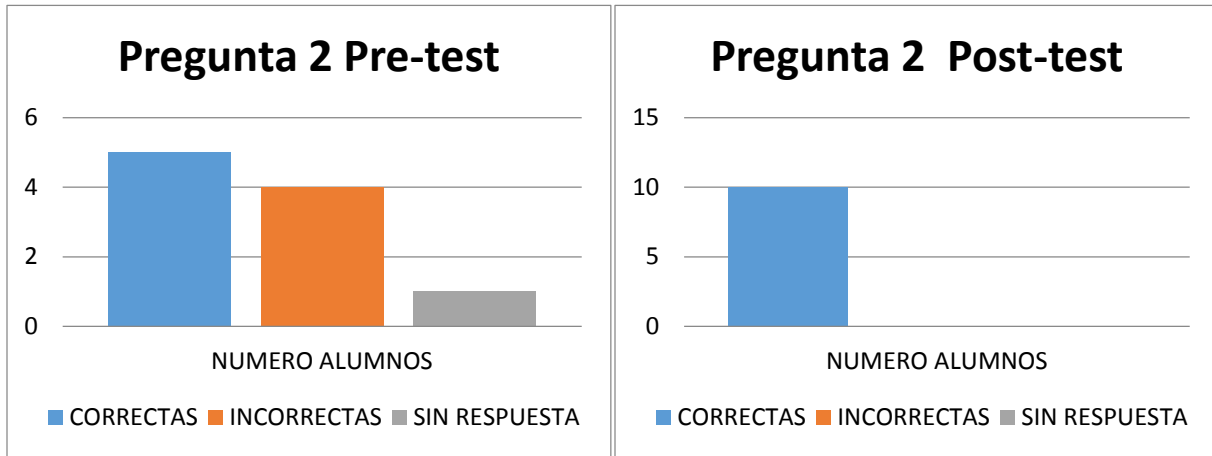 Pregunta 2 Pre-test
6
4
2
0
NUMERO ALUMNOS
CORRECTAS INCORRECTAS SIN RESPUESTA
Pregunta 2 Post-test
15
10
5
0
NUMERO ALUMNOS
CORRECTAS INCORRECTAS SIN RESPUESTA